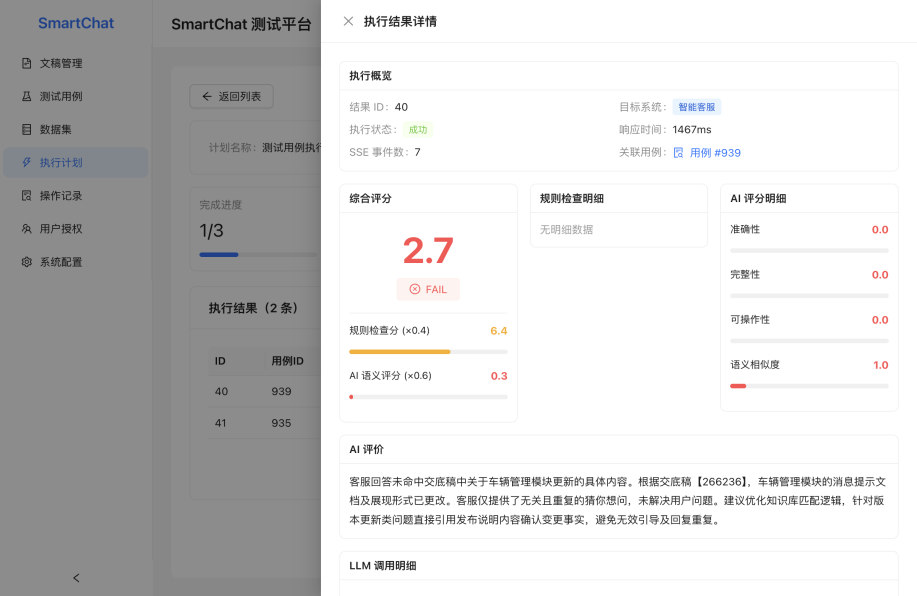 SmartChat
文稿管理
测试用例
数据集
执行计划
操作记录
用户授权
系统配置
SmartChat 测试平台
返回列表
计划名称: 测试用例执行
完成进度
1/3
执行结果（2 条）
ID 用例ID
40 939
41 935
执行结果详情
执行概览
结果 ID: 40
目标系统: 智能客服
执行状态: 成功
响应时间: 1467ms
SSE 事件数: 7
关联用例: 用例 #939
综合评分
2.7
FAIL
规则检查分 (×0.4) 6.4
AI 语义评分 (×0.6) 0.3
规则检查明细
无明细数据
AI 评分明细
准确性 0.0
完整性 0.0
可操作性 0.0
语义相似度 1.0
AI 评价
客服回答未命中交底稿中关于车辆管理模块更新的具体内容。根据交底稿【266236】，车辆管理模块的消息提示文
档及展现形式已更改。客服仅提供了无关且重复的猜你想问，未解决用户问题。建议优化知识库匹配逻辑，针对版
本更新类问题直接引用发布说明内容确认变更事实，避免无效引导及回复重复。
LLM 调用明细